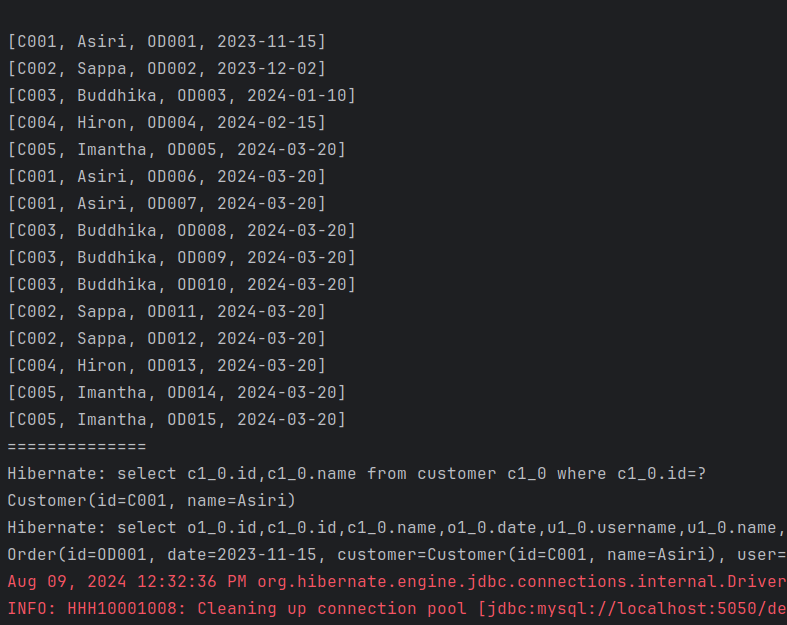 [C001, Asiri, OD001, 2023-11-15]
[C002, Sappa, OD002, 2023-12-02]
[C003, Buddhika, OD003, 2024-01-10]
[C004, Hiron, OD004, 2024-02-15]
[C005, Imantha, OD005, 2024-03-20]
[C001, Asiri, OD006, 2024-03-20]
[C001, Asiri, OD007, 2024-03-20]
[C003, Buddhika, OD008, 2024-03-20]
[C003, Buddhika, OD009, 2024-03-20]
[C003, Buddhika, OD010, 2024-03-20]
[C002, Sappa, OD011, 2024-03-20]
[C002, Sappa, OD012, 2024-03-20]
[C004, Hiron, OD013, 2024-03-20]
[C005, Imantha, OD014, 2024-03-20]
[C005, Imantha, OD015, 2024-03-20]
==============
Hibernate: select c1_0.id,c1_0.name from customer c1_0 where c1_0.id=?
Customer(id=C001, name=Asiri)
Hibernate: select o1_0.id,c1_0.id,c1_0.name,o1_0.date,u1_0.username,u1_0.name,
Order(id=OD001, date=2023-11-15, customer=Customer(id=C001, name=Asiri), user=
Aug 09, 2024 12:32:36 PM org.hibernate.engine.jdbc.connections.internal.Driver
INFO: HHH10001008: Cleaning up connection pool [jdbc:mysql://localhost:5050/de